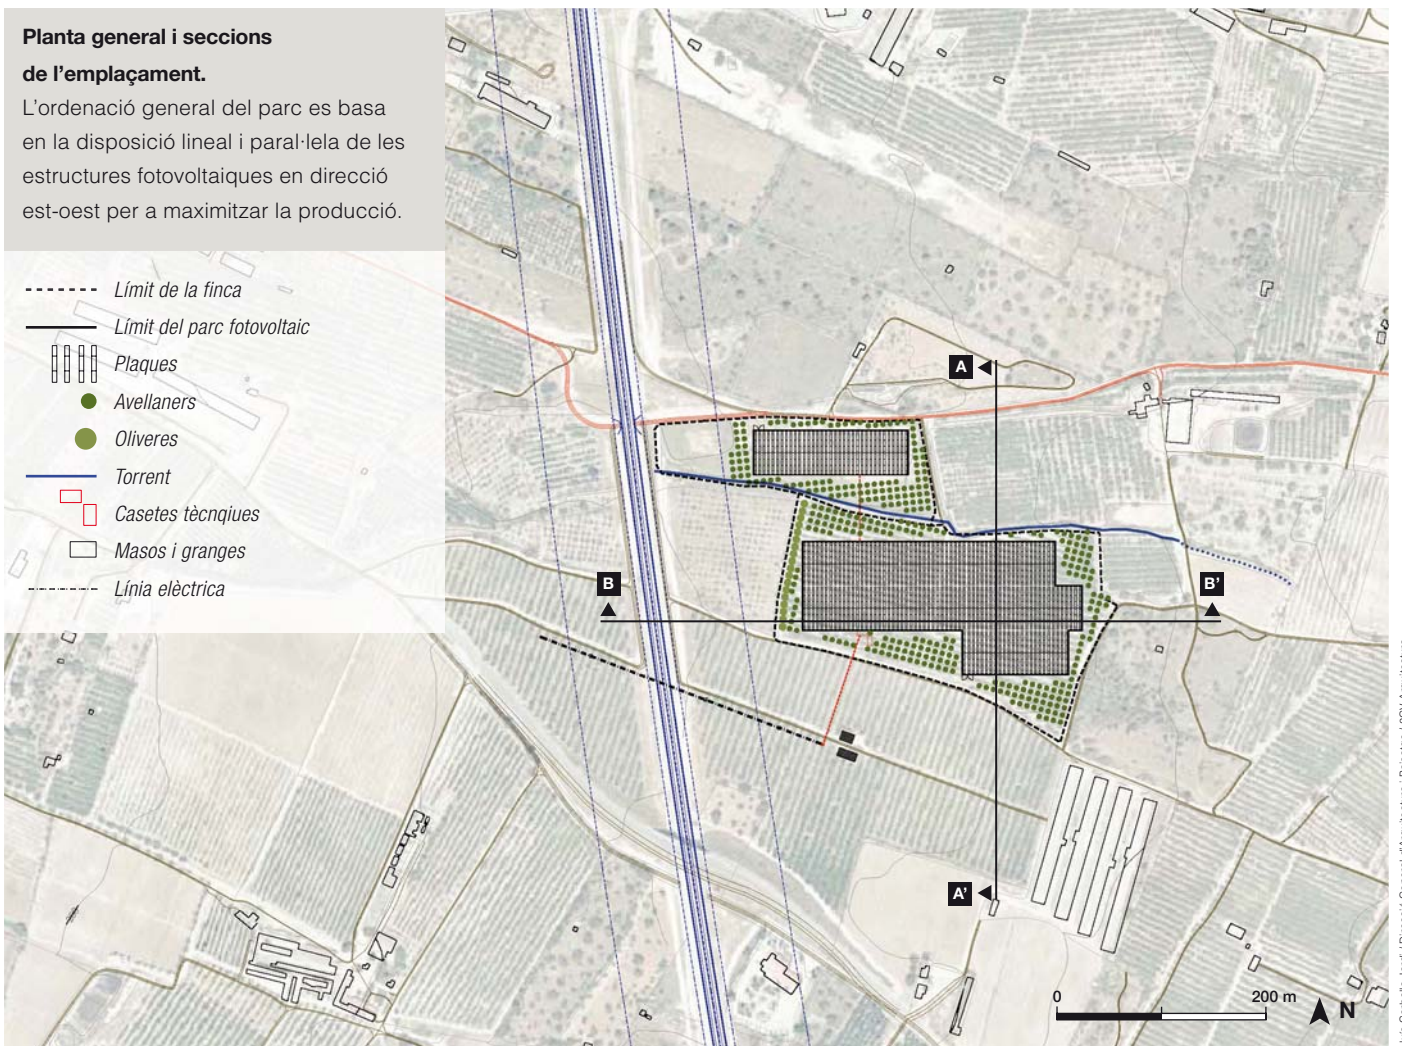 Planta general i seccions
de l’emplaçament.
L’ordenació general del parc es basa
en la disposició lineal i paral·lela de les
estructures fotovoltaiques en direcció
est-oest per a maximitzar la producció.
Límit de la finca
Límit del parc fotovoltaic
Plaques
Avellaners
Oliveres
Torrent
Casetes tècnqiues
Masos i granges
Línia elèctrica
A
B
B’
A’
0
200 m
N